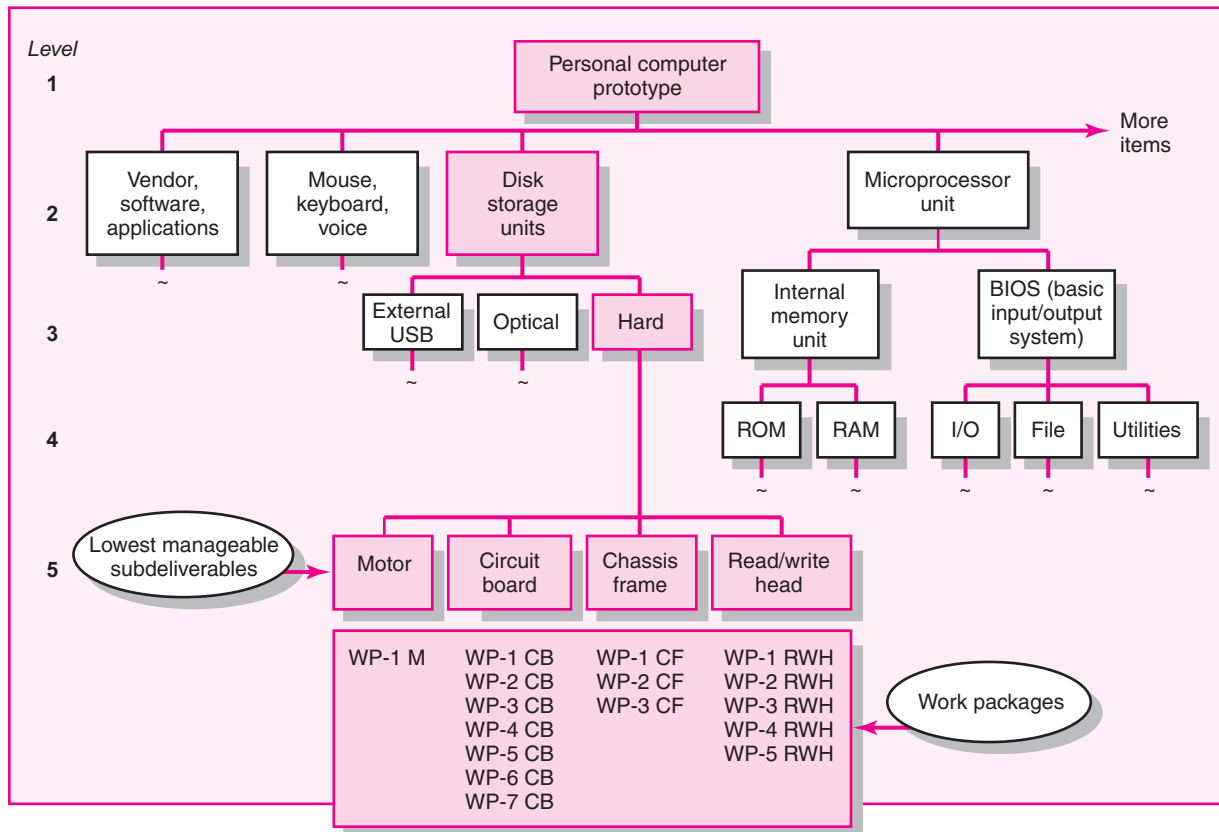 Level
1
Personal computer
prototype
More
items
2
Vendor,
software,
applications
Mouse,
keyboard,
voice
Disk
storage
units
Microprocessor
unit
~
~
3
External
USB
Optical
Hard
Internal
memory
unit
BIOS (basic
input/output
system)
~
~
4
ROM
RAM
I/O
File
Utilities
~
~
~
~
~
Lowest manageable
subdeliverables
5
Motor
Circuit
board
Chassis
frame
Read/write
head
WP-1 M
WP-1 CB
WP-2 CB
WP-3 CB
WP-4 CB
WP-5 CB
WP-6 CB
WP-7 CB
WP-1 CF
WP-2 CF
WP-3 CF
WP-1 RWH
WP-2 RWH
WP-3 RWH
WP-4 RWH
WP-5 RWH
Work packages